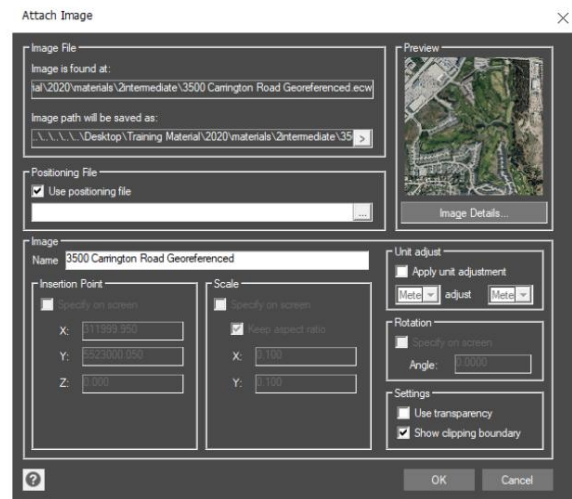 Attach Image
Image File
Image is found at:
ial\2020\materials\2intermediate\3500 Carrington Road Georeferenced.ecw
Image path will be saved as:
..\..\..\..\..\Desktop\Training Material\2020\materials\2intermediate\35
>
Preview
Image Details...
Positioning File
Use positioning file
...
Image
Name 3500 Carrington Road Georeferenced
Insertion Point
Specify on screen
X: 311999.950
Y: 5523000.050
Z: 0.000
Scale
Specify on screen
Keep aspect ratio
X: 0.100
Y: 0.100
Unit adjust
Apply unit adjustment
Mete adjust Mete
Rotation
Specify on screen
Angle: 0.0000
Settings
Use transparency
Show clipping boundary
?
OK Cancel